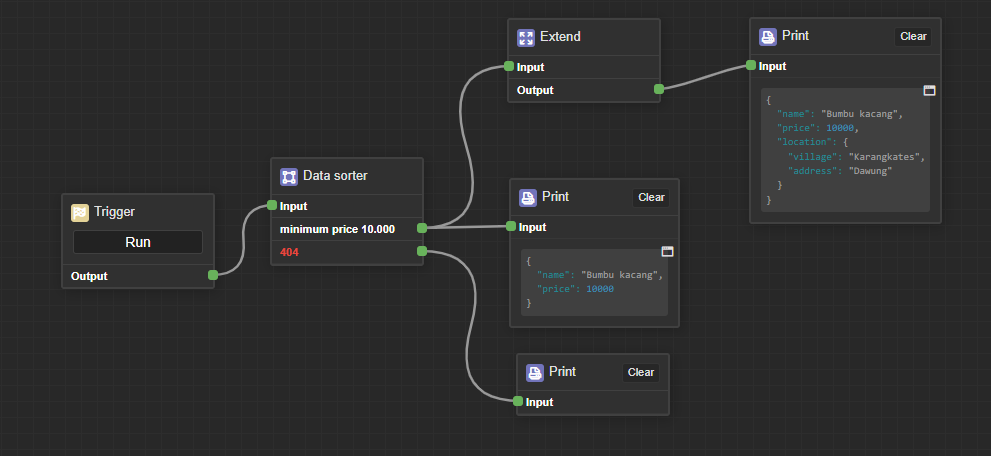 Trigger
Run
Output
Data sorter
Input
minimum price 10.000
404
Extend
Input
Output
Print
Clear
Input
{
"name": "Bumbu kacang",
"price": 10000,
"location": {
"village": "Karangkates",
"address": "Dawung"
}
}
Print
Clear
Input
{
"name": "Bumbu kacang",
"price": 10000
}
Print
Clear
Input